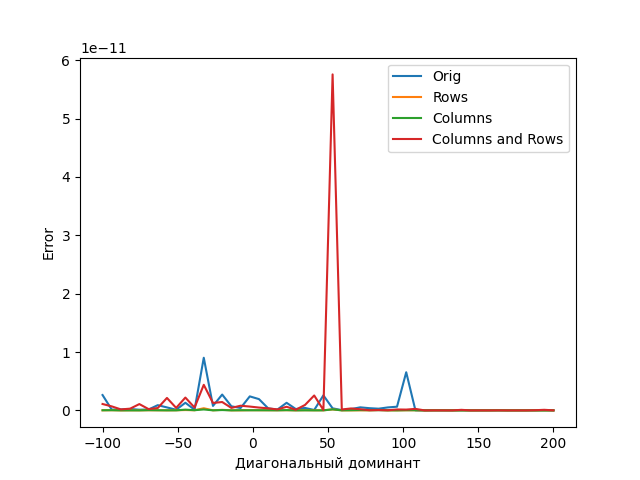 1e−11
6
5
4
3
2
1
0
Error
−100
−50
0
50
100
150
200
Диагональный доминант
Orig
Rows
Columns
Columns and Rows